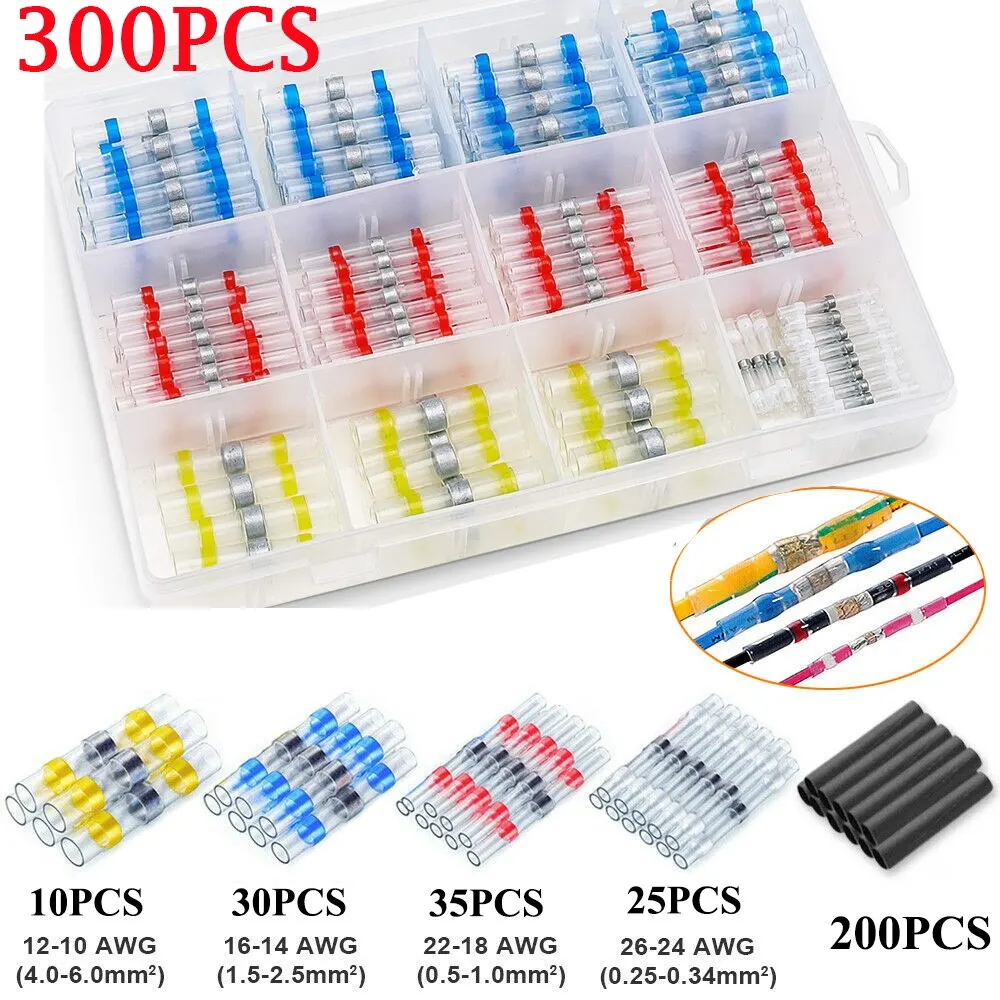 300PCS
10PCS
12-10 AWG
(4.0-6.0mm²)
30PCS
16-14 AWG
(1.5-2.5mm²)
35PCS
22-18 AWG
(0.5-1.0mm²)
25PCS
26-24 AWG
(0.25-0.34mm²)
200PCS